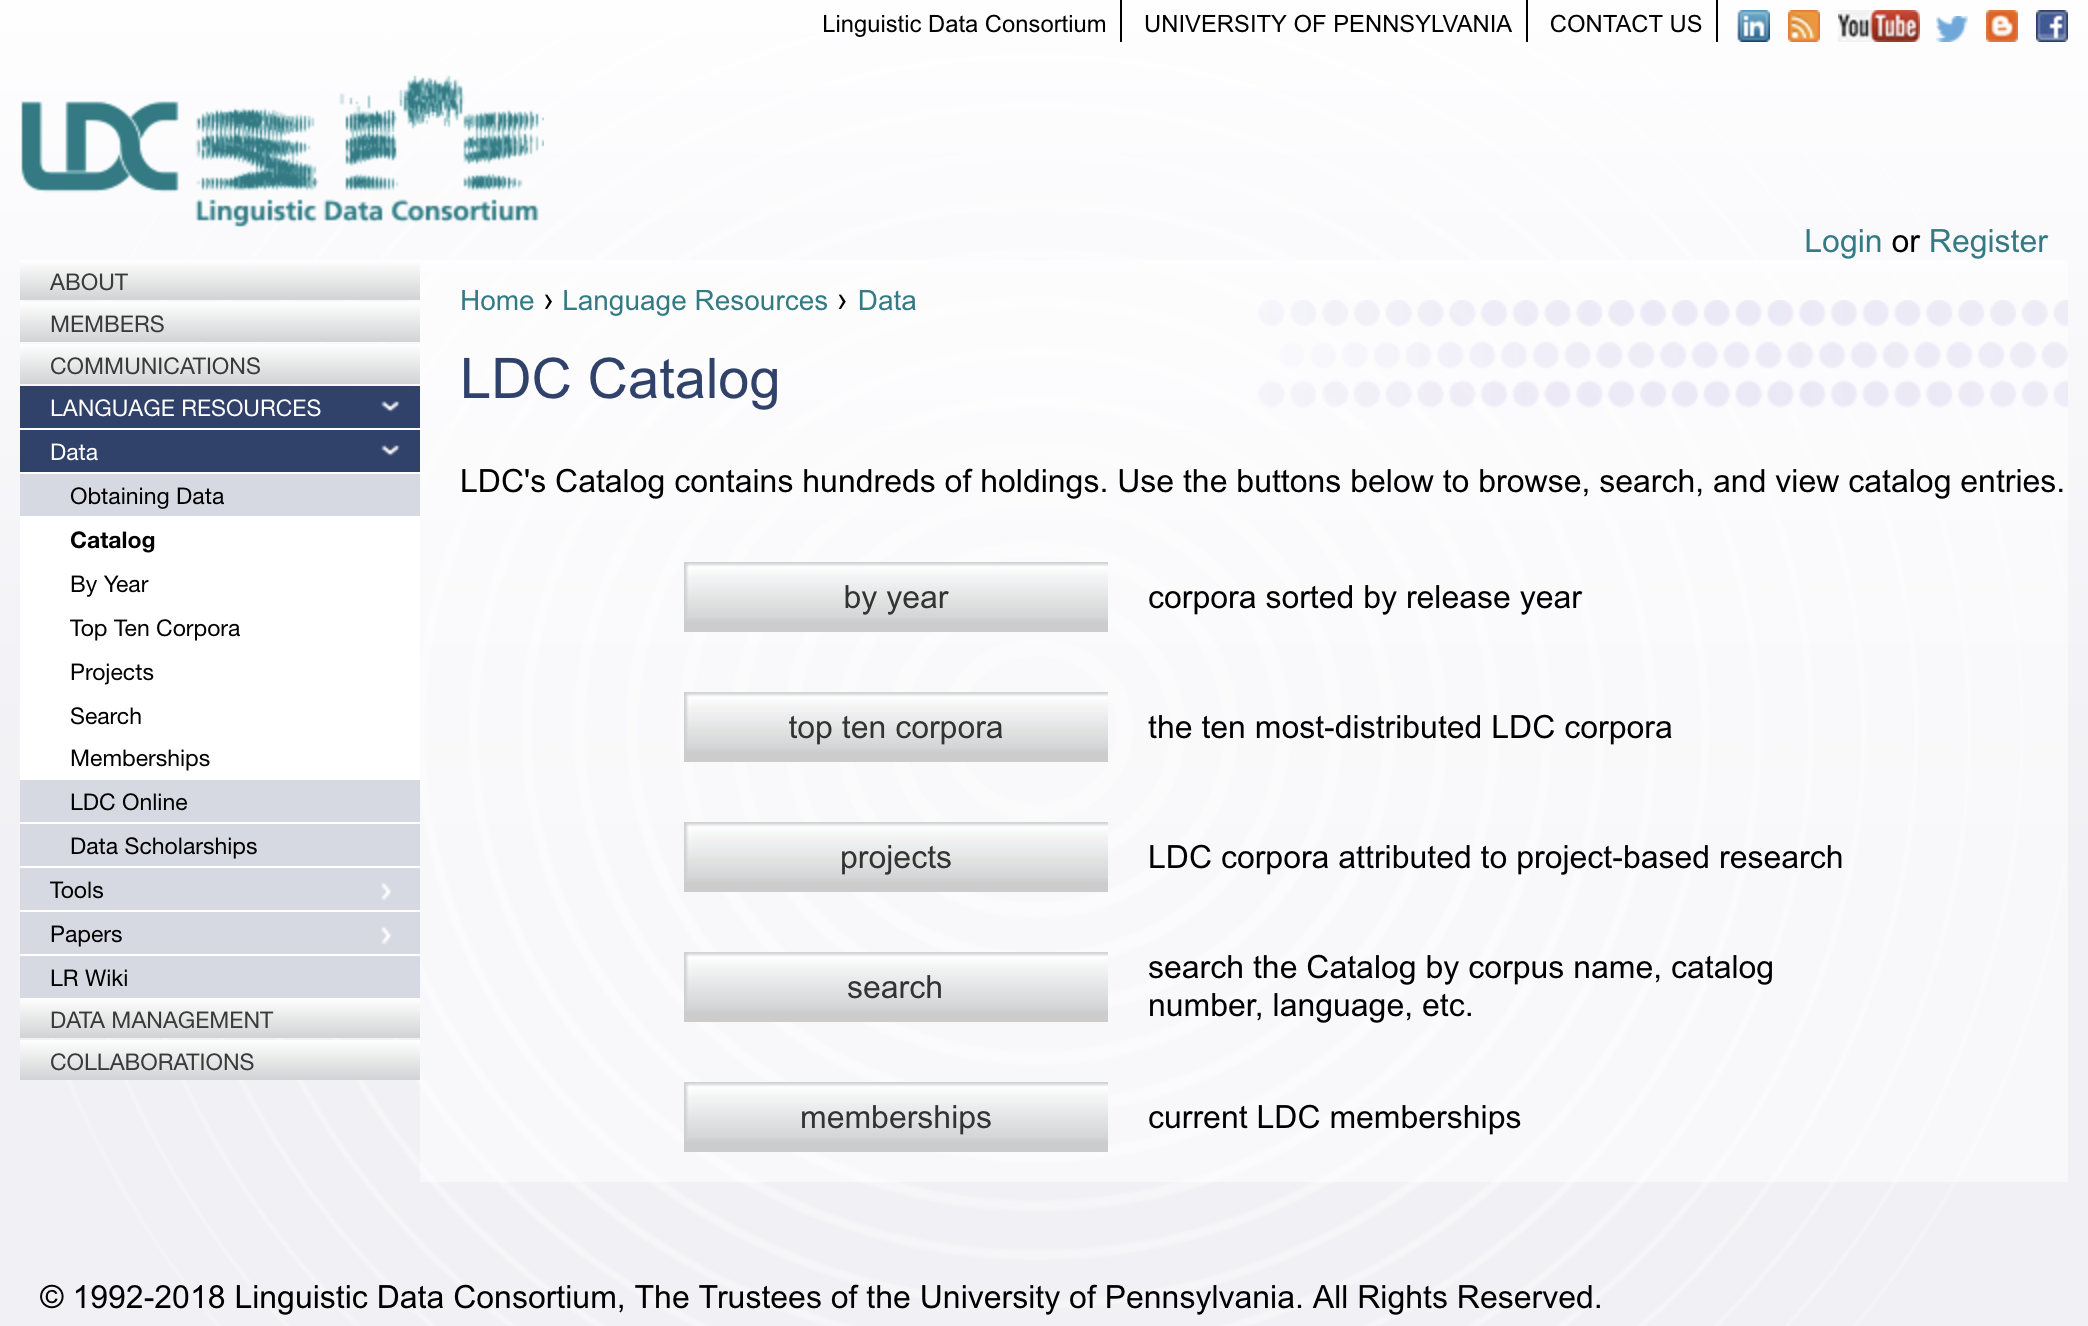 Linguistic Data Consortium
UNIVERSITY OF PENNSYLVANIA
CONTACT US
in
You Tube
LDC
Linguistic Data Consortium
Login or Register
ABOUT
MEMBERS
COMMUNICATIONS
LANGUAGE RESOURCES
Data
Obtaining Data
Catalog
By Year
Top Ten Corpora
Projects
Search
Memberships
LDC Online
Data Scholarships
Tools
Papers
LR Wiki
DATA MANAGEMENT
COLLABORATIONS
Home › Language Resources › Data
LDC Catalog
LDC's Catalog contains hundreds of holdings. Use the buttons below to browse, search, and view catalog entries.
by year
corpora sorted by release year
top ten corpora
the ten most-distributed LDC corpora
projects
LDC corpora attributed to project-based research
search
search the Catalog by corpus name, catalog
number, language, etc.
memberships
current LDC memberships
© 1992-2018 Linguistic Data Consortium, The Trustees of the University of Pennsylvania. All Rights Reserved.